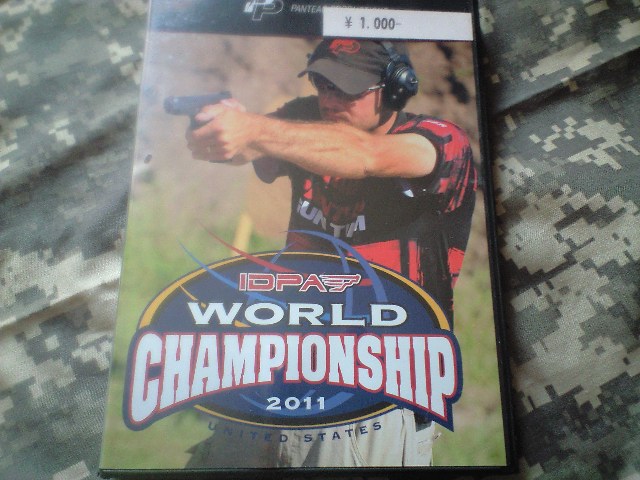 PANTEA
¥ 1.000-
IDPA
WORLD
CHAMPIONSHIP
2011
UNITED STATES